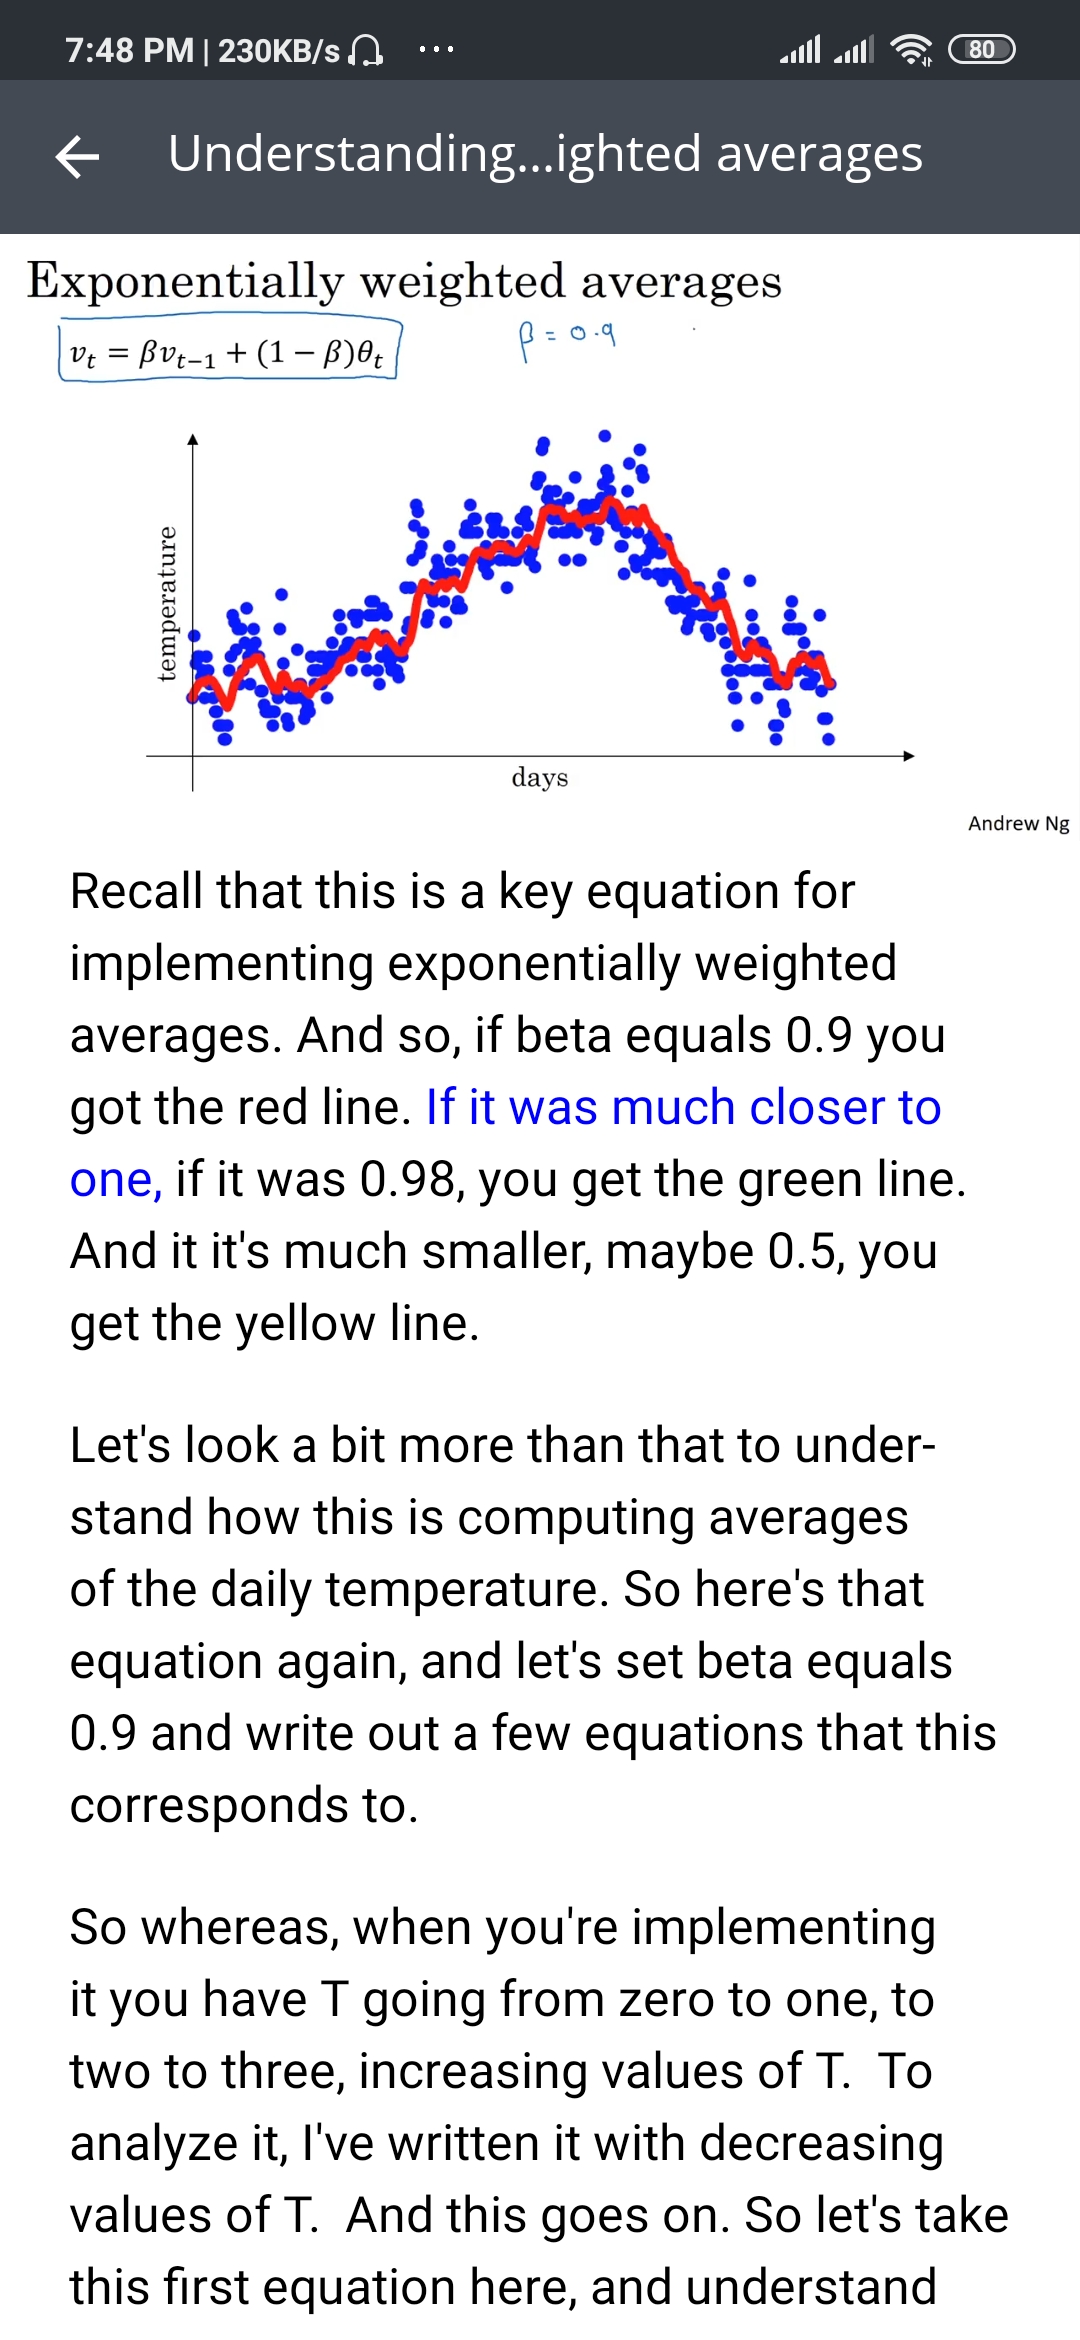 7:48 PM | 230KB/s ...
80
Understanding...ighted averages
Exponentially weighted averages
vₜ = βvₜ₋₁ + (1 − β)θₜ
β = 0.9
temperature
days
Andrew Ng
Recall that this is a key equation for
implementing exponentially weighted
averages. And so, if beta equals 0.9 you
got the red line. If it was much closer to
one, if it was 0.98, you get the green line.
And it it's much smaller, maybe 0.5, you
get the yellow line.
Let's look a bit more than that to under-
stand how this is computing averages
of the daily temperature. So here's that
equation again, and let's set beta equals
0.9 and write out a few equations that this
corresponds to.
So whereas, when you're implementing
it you have T going from zero to one, to
two to three, increasing values of T. To
analyze it, I've written it with decreasing
values of T. And this goes on. So let's take
this first equation here, and understand